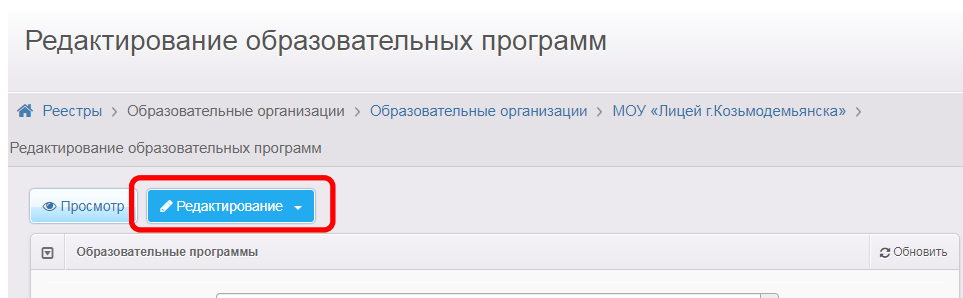 Редактирование образовательных программ
Реестры > Образовательные организации > Образовательные организации > МОУ «Лицей г.Козьмодемьянска» >
Редактирование образовательных программ
Просмотр Редактирование
Образовательные программы Обновить